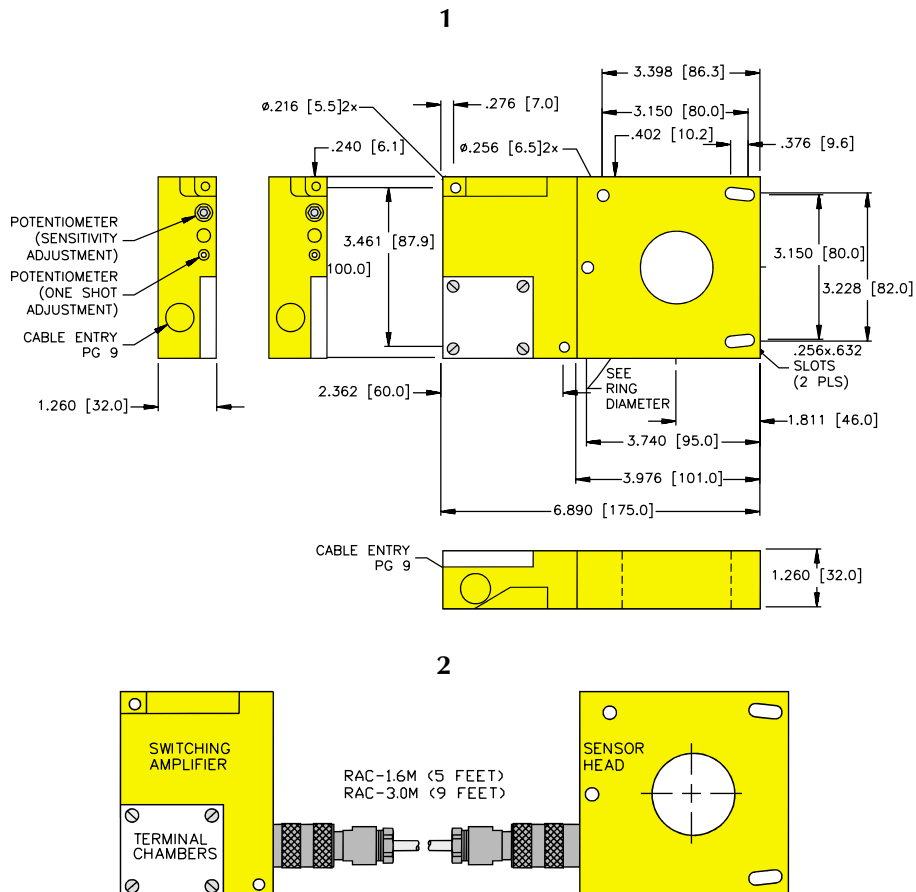 1
3.398 [86.3]
ø.216 [5.5]2x
.276 [7.0]
3.150 [80.0]
.402 [10.2]
.376 [9.6]
.240 [6.1]
ø.256 [6.5]2x
POTENTIOMETER
(SENSITIVITY
ADJUSTMENT)
POTENTIOMETER
(ONE SHOT
ADJUSTMENT)
CABLE ENTRY
PG 9
3.461 [87.9]
100.0]
3.150 [80.0]
3.228 [82.0]
.256x.632
SLOTS
(2 PLS)
SEE
RING
DIAMETER
1.260 [32.0]
2.362 [60.0]
1.811 [46.0]
3.740 [95.0]
3.976 [101.0]
6.890 [175.0]
CABLE ENTRY
PG 9
1.260 [32.0]
2
SWITCHING
AMPLIFIER
SENSOR
HEAD
RAC-1.6M (5 FEET)
RAC-3.0M (9 FEET)
TERMINAL
CHAMBERS